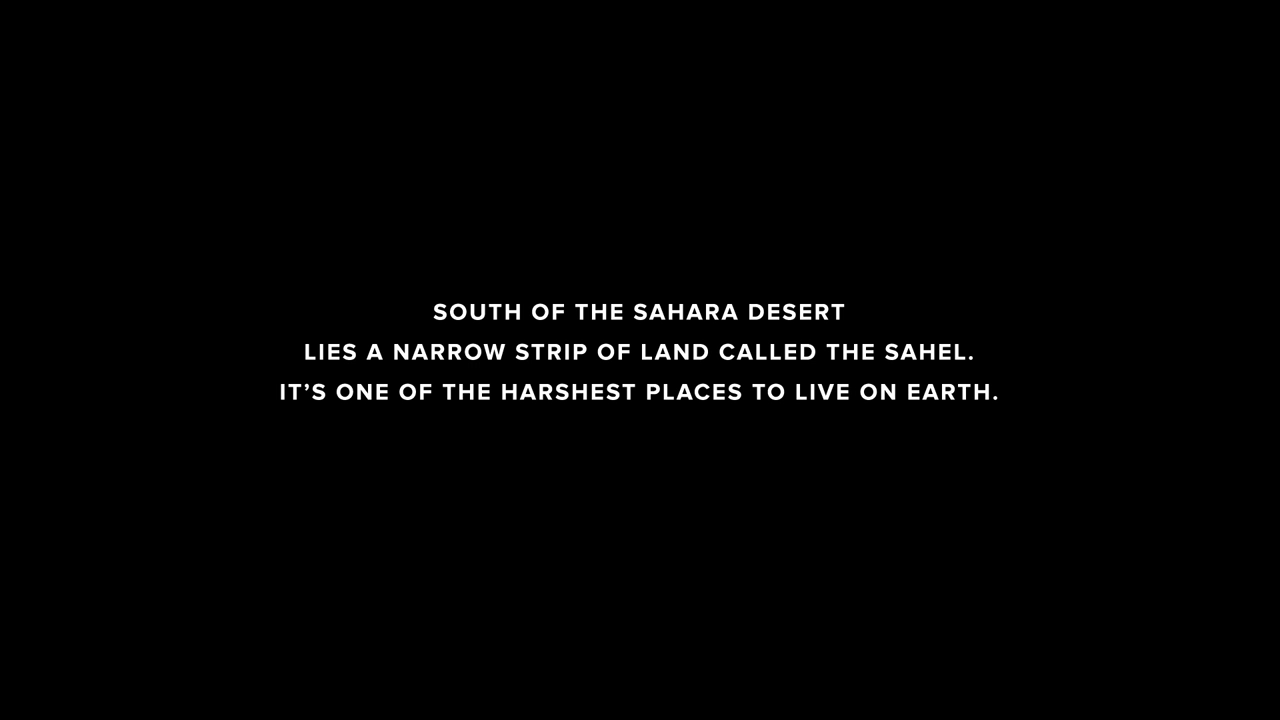 SOUTH OF THE SAHARA DESERT
LIES A NARROW STRIP OF LAND CALLED THE SAHEL.
IT’S ONE OF THE HARSHEST PLACES TO LIVE ON EARTH.